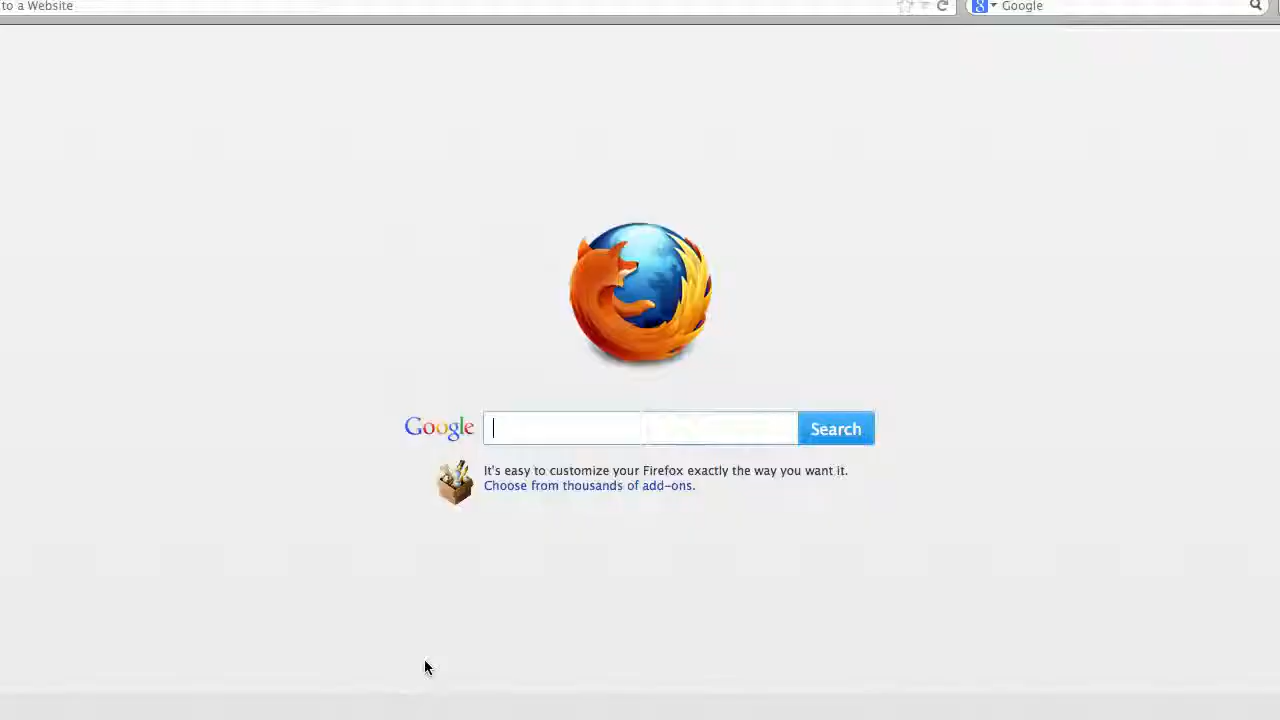 to a Website
Google
Google
Search
It's easy to customize your Firefox exactly the way you want it.
Choose from thousands of add-ons.